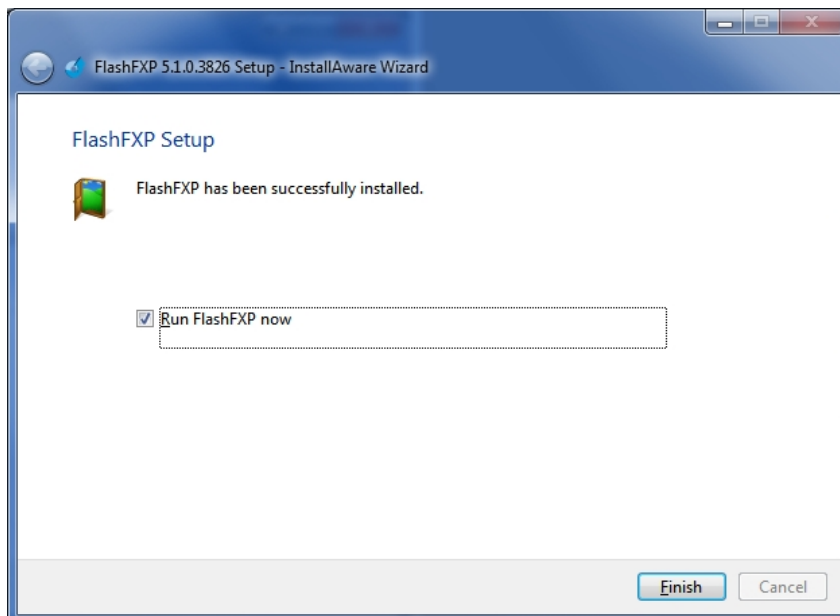 FlashFXP 5.1.0.3826 Setup - InstallAware Wizard
FlashFXP Setup
FlashFXP has been successfully installed.
Run FlashFXP now
Finish
Cancel